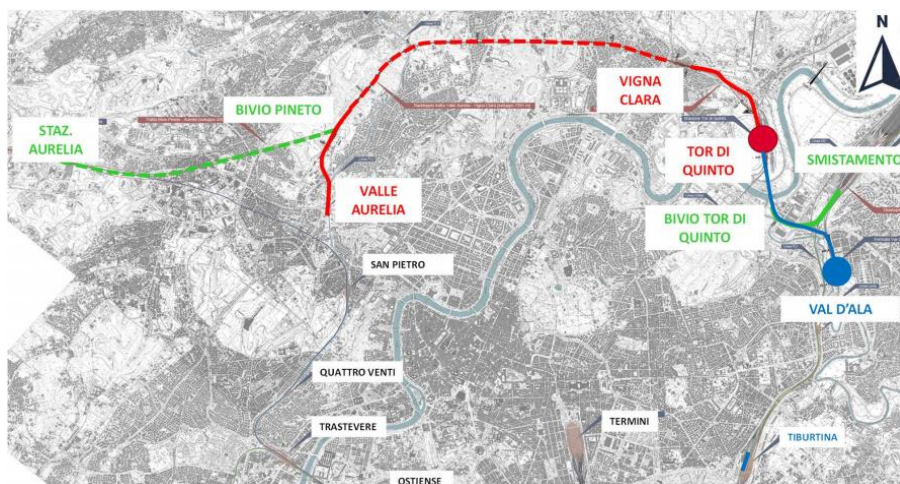 N
VIGNA
CLARA
BIVIO PINETO
STAZ.
AURELIA
TOR DI
QUINTO
SMISTAMENTO
VALLE
AURELIA
BIVIO TOR DI
QUINTO
SAN PIETRO
VAL D'ALA
QUATTRO VENTI
TRASTEVERE
TERMINI
TIBURTINA
OSTIENSE